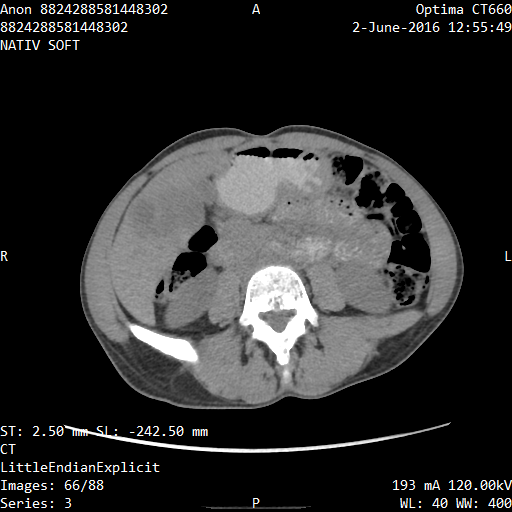 Anon 8824288581448302 A Optima CT660
8824288581448302 2-June-2016 12:55:49
NATIV SOFT
R L
ST: 2.50 mm SL: -242.50 mm
CT
LittleEndianExplicit
Images: 66/88 193 mA 120.00kV
Series: 3 P WL: 40 WW: 400